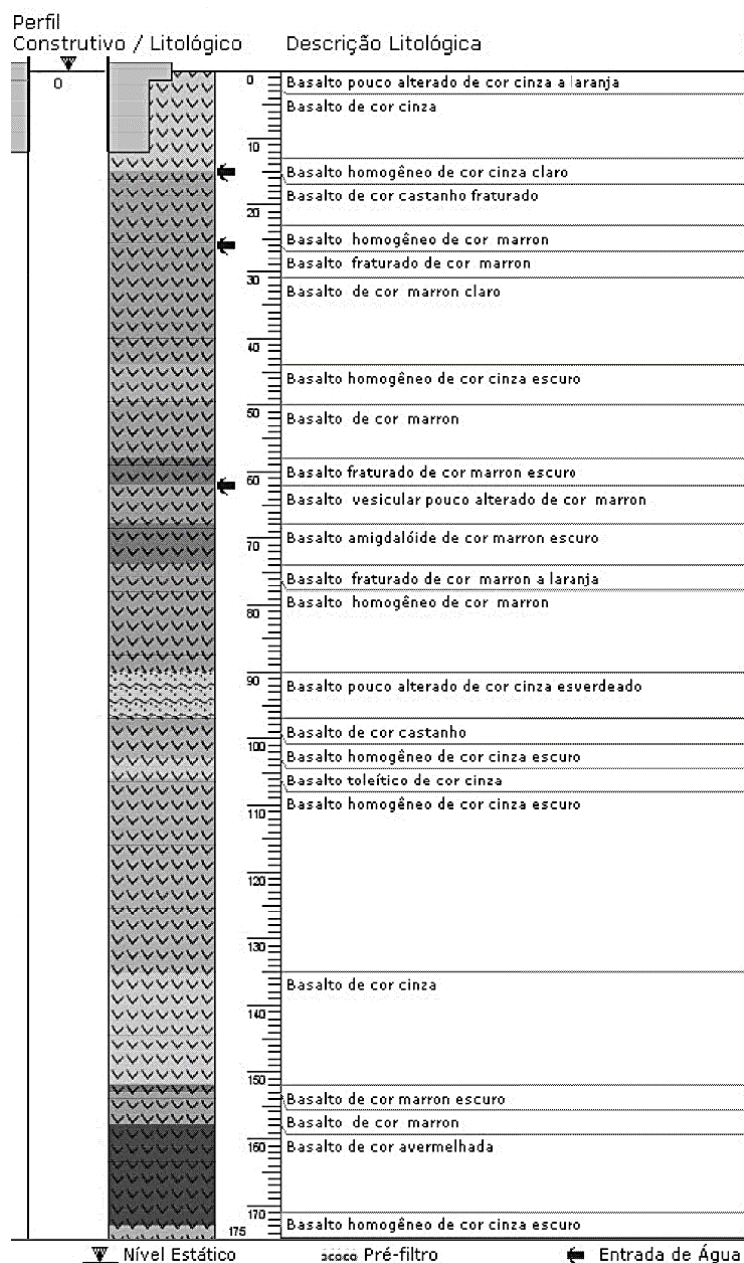 Perfil
Construtivo / Litológico Descrição Litológica
0
0 Basalto pouco alterado de cor cinza a laranja
Basalto de cor cinza
10
Basalto homogêneo de cor cinza claro
Basalto de cor castanho fraturado
20
Basalto homogêneo de cor marron
Basalto fraturado de cor marron
30
Basalto de cor marron claro
40
Basalto homogêneo de cor cinza escuro
50
Basalto de cor marron
Basalto fraturado de cor marron escuro
60
Basalto vesicular pouco alterado de cor marron
Basalto amigdalóide de cor marron escuro
70
Basalto fraturado de cor marron a laranja
Basalto homogêneo de cor marron
80
90
Basalto pouco alterado de cor cinza esverdeado
Basalto de cor castanho
100
Basalto homogêneo de cor cinza escuro
Basalto toleítico de cor cinza
Basalto homogêneo de cor cinza escuro
110
120
130
Basalto de cor cinza
140
150
Basalto de cor marron escuro
Basalto de cor marron
160 Basalto de cor avermelhada
170
Basalto homogêneo de cor cinza escuro
175
Nível Estático Pré-filtro Entrada de Água